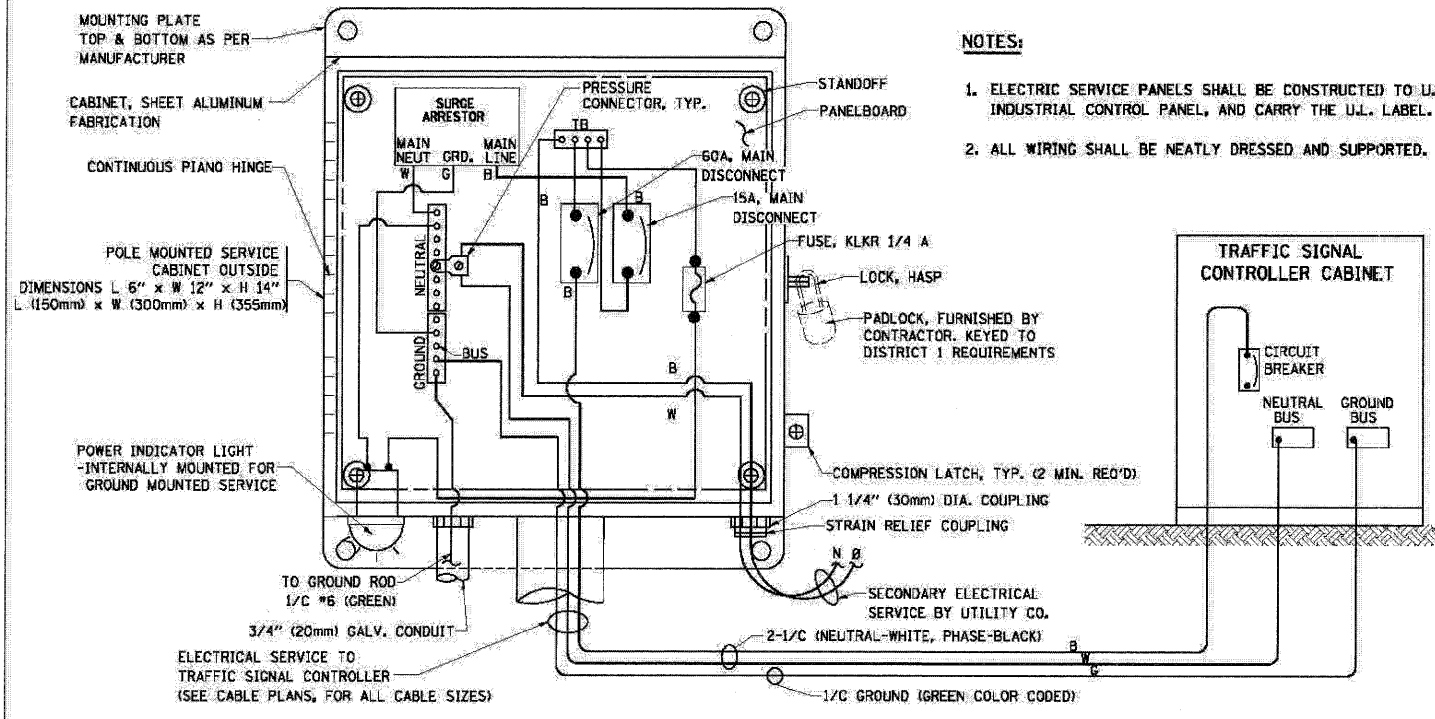 MOUNTING PLATE
TOP & BOTTOM AS PER
MANUFACTURER
CABINET, SHEET ALUMINUM
FABRICATION
CONTINUOUS PIANO HINGE
POLE MOUNTED SERVICE
CABINET OUTSIDE
DIMENSIONS L 6" x W 12" x H 14"
L (150mm) x W (300mm) x H (355mm)
POWER INDICATOR LIGHT
-INTERNALLY MOUNTED FOR
GROUND MOUNTED SERVICE
TO GROUND ROD
1/C #6 (GREEN)
3/4" (20mm) GALV. CONDUIT
ELECTRICAL SERVICE TO
TRAFFIC SIGNAL CONTROLLER
(SEE CABLE PLANS, FOR ALL CABLE SIZES)
SURGE
ARRESTOR
MAIN
NEUT
GRD.
MAIN
LINE
W
G
B
PRESSURE
CONNECTOR, TYP.
TB
60A, MAIN
DISCONNECT
B
B
15A, MAIN
DISCONNECT
B
NEUTRAL
GROUND
BUS
B
W
STANDOFF
PANELBOARD
FUSE, KLKR 1/4 A
LOCK, HASP
PADLOCK, FURNISHED BY
CONTRACTOR. KEYED TO
DISTRICT 1 REQUIREMENTS
COMPRESSION LATCH, TYP. (2 MIN. REQ'D)
1 1/4" (30mm) DIA. COUPLING
STRAIN RELIEF COUPLING
N Ø
SECONDARY ELECTRICAL
SERVICE BY UTILITY CO.
2-1/C (NEUTRAL-WHITE, PHASE-BLACK)
B
W
G
1/C GROUND (GREEN COLOR CODED)
NOTES:
1. ELECTRIC SERVICE PANELS SHALL BE CONSTRUCTED TO U.
INDUSTRIAL CONTROL PANEL, AND CARRY THE U.L. LABEL.
2. ALL WIRING SHALL BE NEATLY DRESSED AND SUPPORTED.
TRAFFIC SIGNAL
CONTROLLER CABINET
CIRCUIT
BREAKER
NEUTRAL
BUS
GROUND
BUS